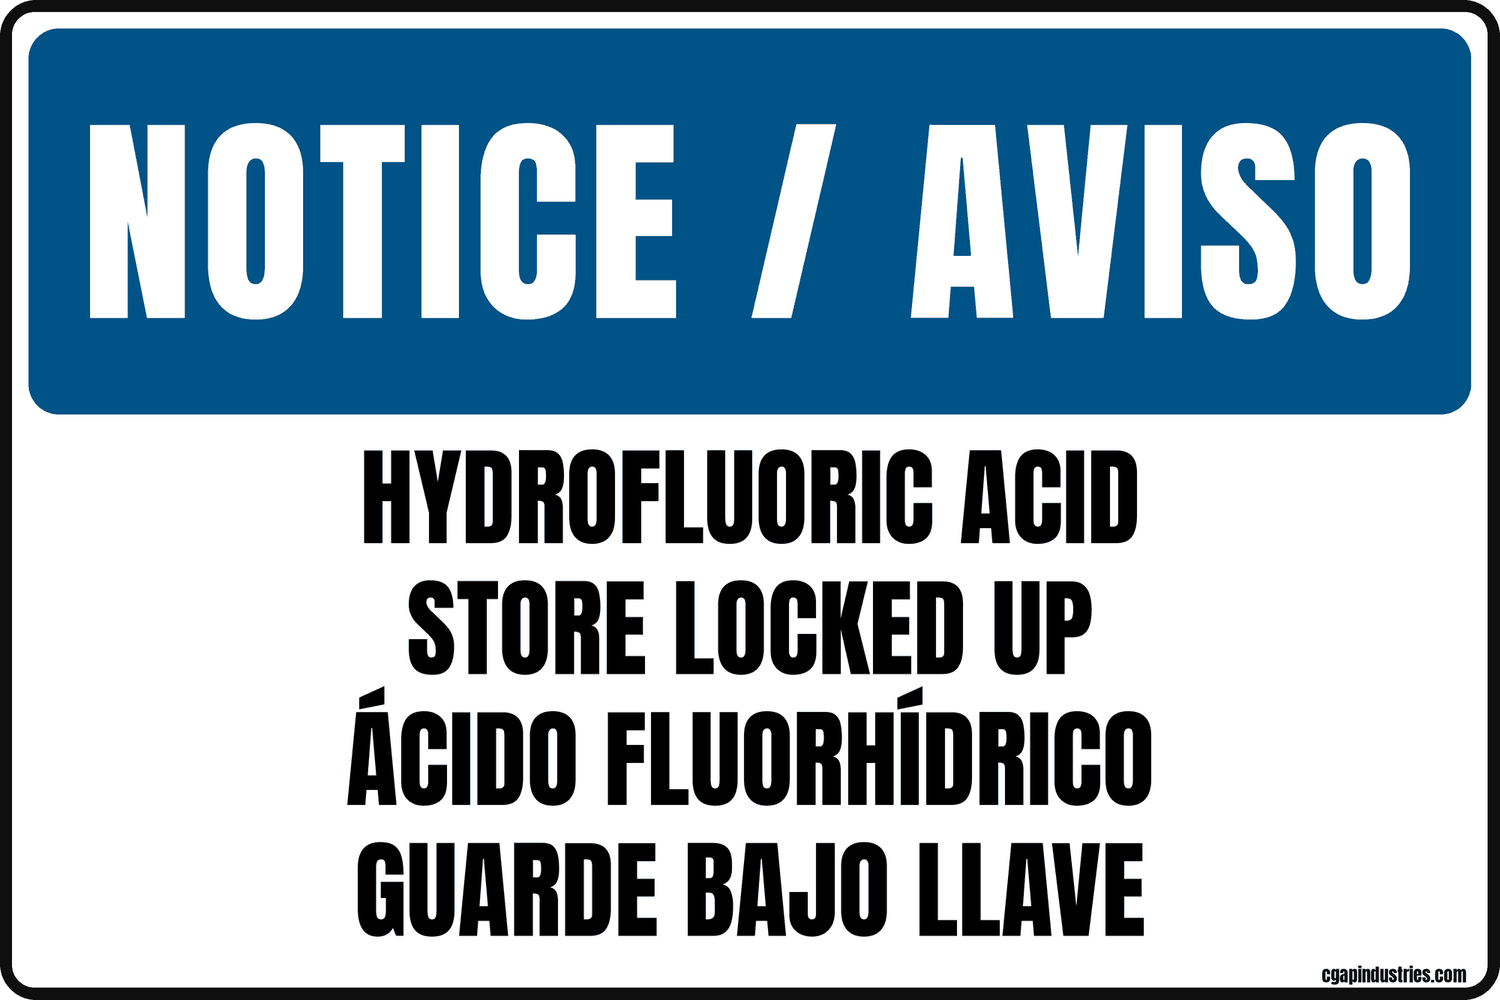 NOTICE / AVISO
HYDROFLUORIC ACID
STORE LOCKED UP
ÁCIDO FLUORHÍDRICO
GUARDE BAJO LLAVE
cgapindustries.com